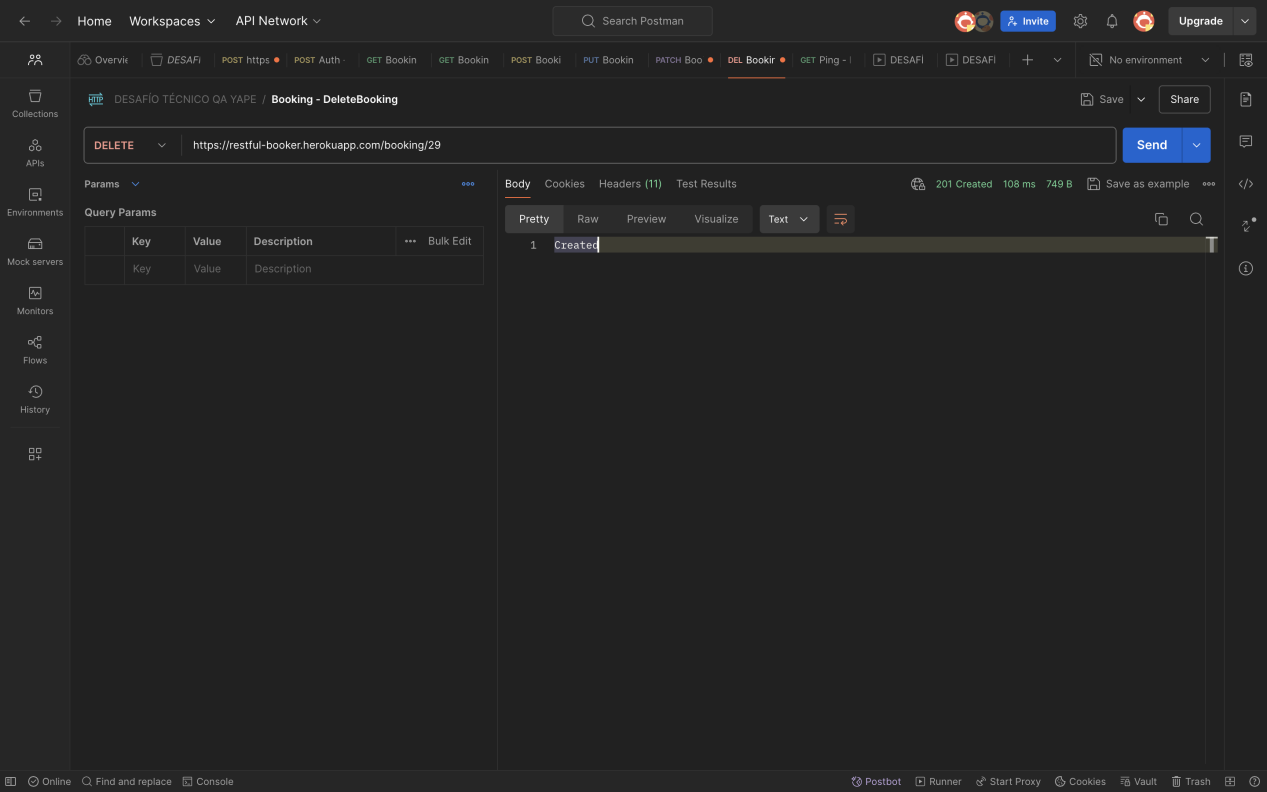 Home Workspaces API Network Search Postman Invite Upgrade
Overvie DESAFI POST https POST Auth GET Bookin GET Bookin POST Booki PUT Bookin PATCH Boo DEL Bookir GET Ping - DESAFI DESAFI No environment
HTTP DESAFÍO TÉCNICO QA YAPE / Booking - DeleteBooking Save Share
DELETE https://restful-booker.herokuapp.com/booking/29 Send
Collections
APIs
Environments
Mock servers
Monitors
Flows
History
Params
Query Params
Key Value Description Bulk Edit
Key Value Description
Body Cookies Headers (11) Test Results 201 Created 108 ms 749 B Save as example
Pretty Raw Preview Visualize Text
1 Created
Online Find and replace Console Postbot Runner Start Proxy Cookies Vault Trash